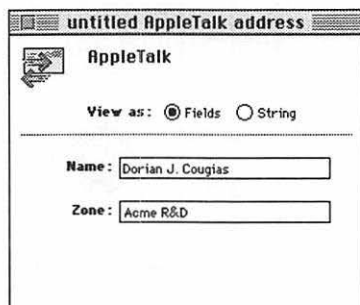 untitled AppleTalk address
AppleTalk
View as: Fields String
Name: Dorian J. Cougias
Zone: Acme R&D